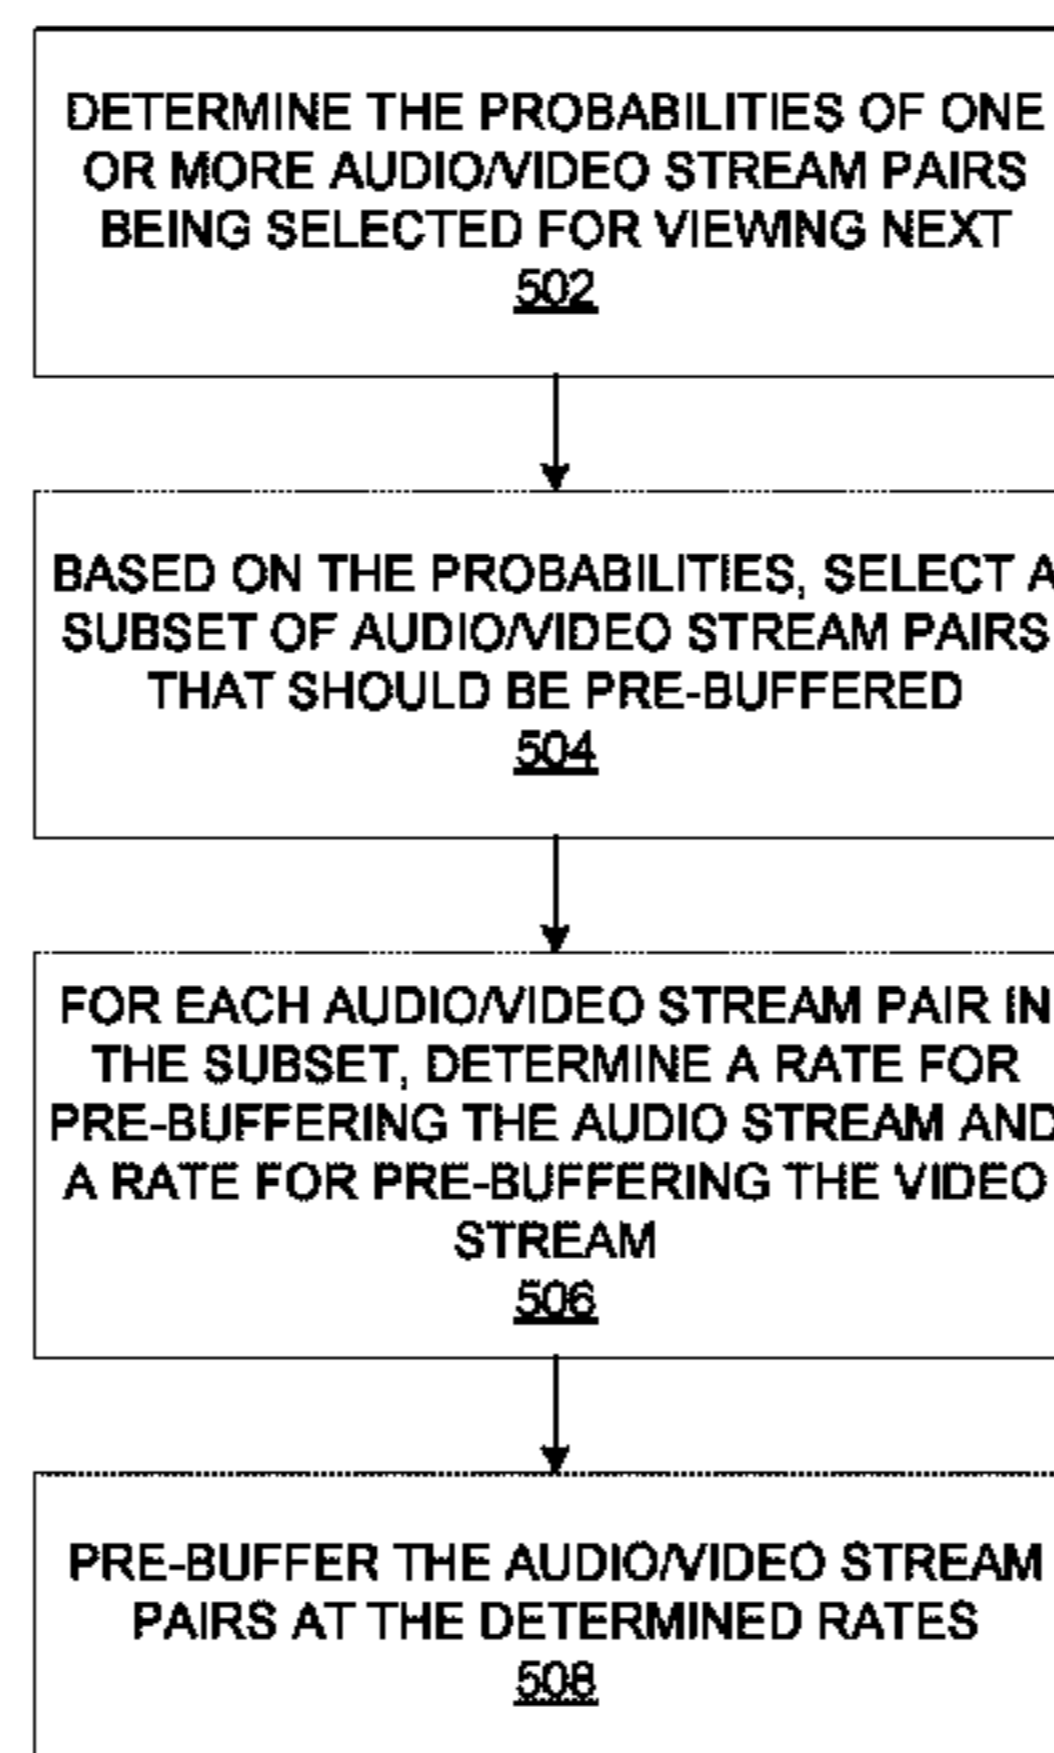 DETERMINE THE PROBABILITIES OF ONE
OR MORE AUDIO/VIDEO STREAM PAIRS
BEING SELECTED FOR VIEWING NEXT
502
BASED ON THE PROBABILITIES, SELECT A
SUBSET OF AUDIO/VIDEO STREAM PAIRS
THAT SHOULD BE PRE-BUFFERED
504
FOR EACH AUDIO/VIDEO STREAM PAIR IN
THE SUBSET, DETERMINE A RATE FOR
PRE-BUFFERING THE AUDIO STREAM AND
A RATE FOR PRE-BUFFERING THE VIDEO
STREAM
506
PRE-BUFFER THE AUDIO/VIDEO STREAM
PAIRS AT THE DETERMINED RATES
508